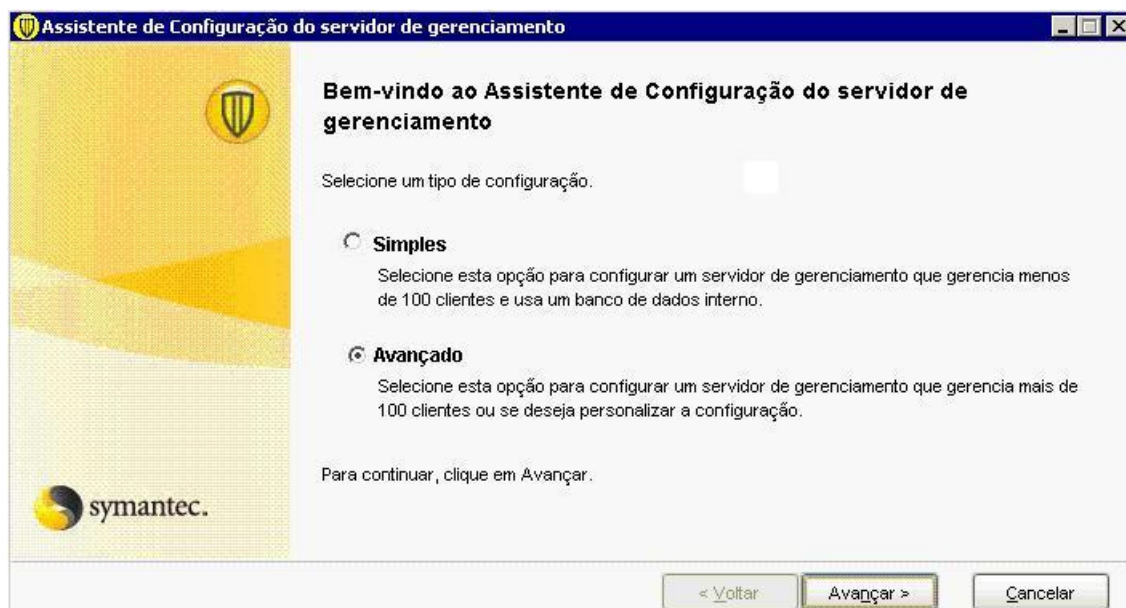 Assistente de Configuração do servidor de gerenciamento
Bem-vindo ao Assistente de Configuração do servidor de
gerenciamento
Selecione um tipo de configuração.
Simples
Selecione esta opção para configurar um servidor de gerenciamento que gerencia menos
de 100 clientes e usa um banco de dados interno.
Avançado
Selecione esta opção para configurar um servidor de gerenciamento que gerencia mais de
100 clientes ou se deseja personalizar a configuração.
Para continuar, clique em Avançar.
symantec.
< Voltar
Avançar >
Cancelar